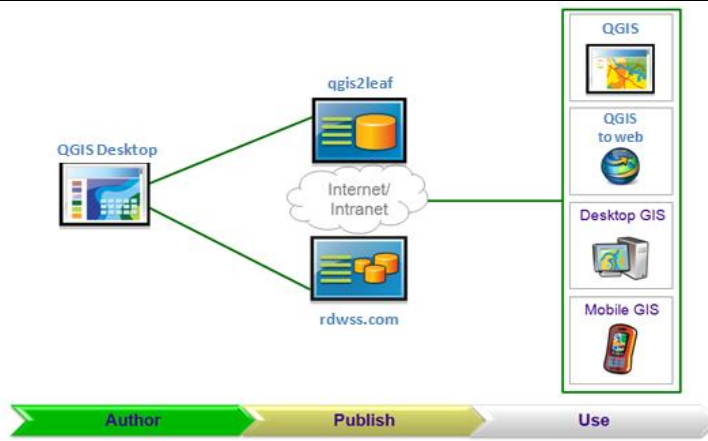 QGIS
qgis2leaf
QGIS Desktop
QGIS
to web
Internet/
Intranet
Desktop GIS
rdwss.com
Mobile GIS
Author
Publish
Use